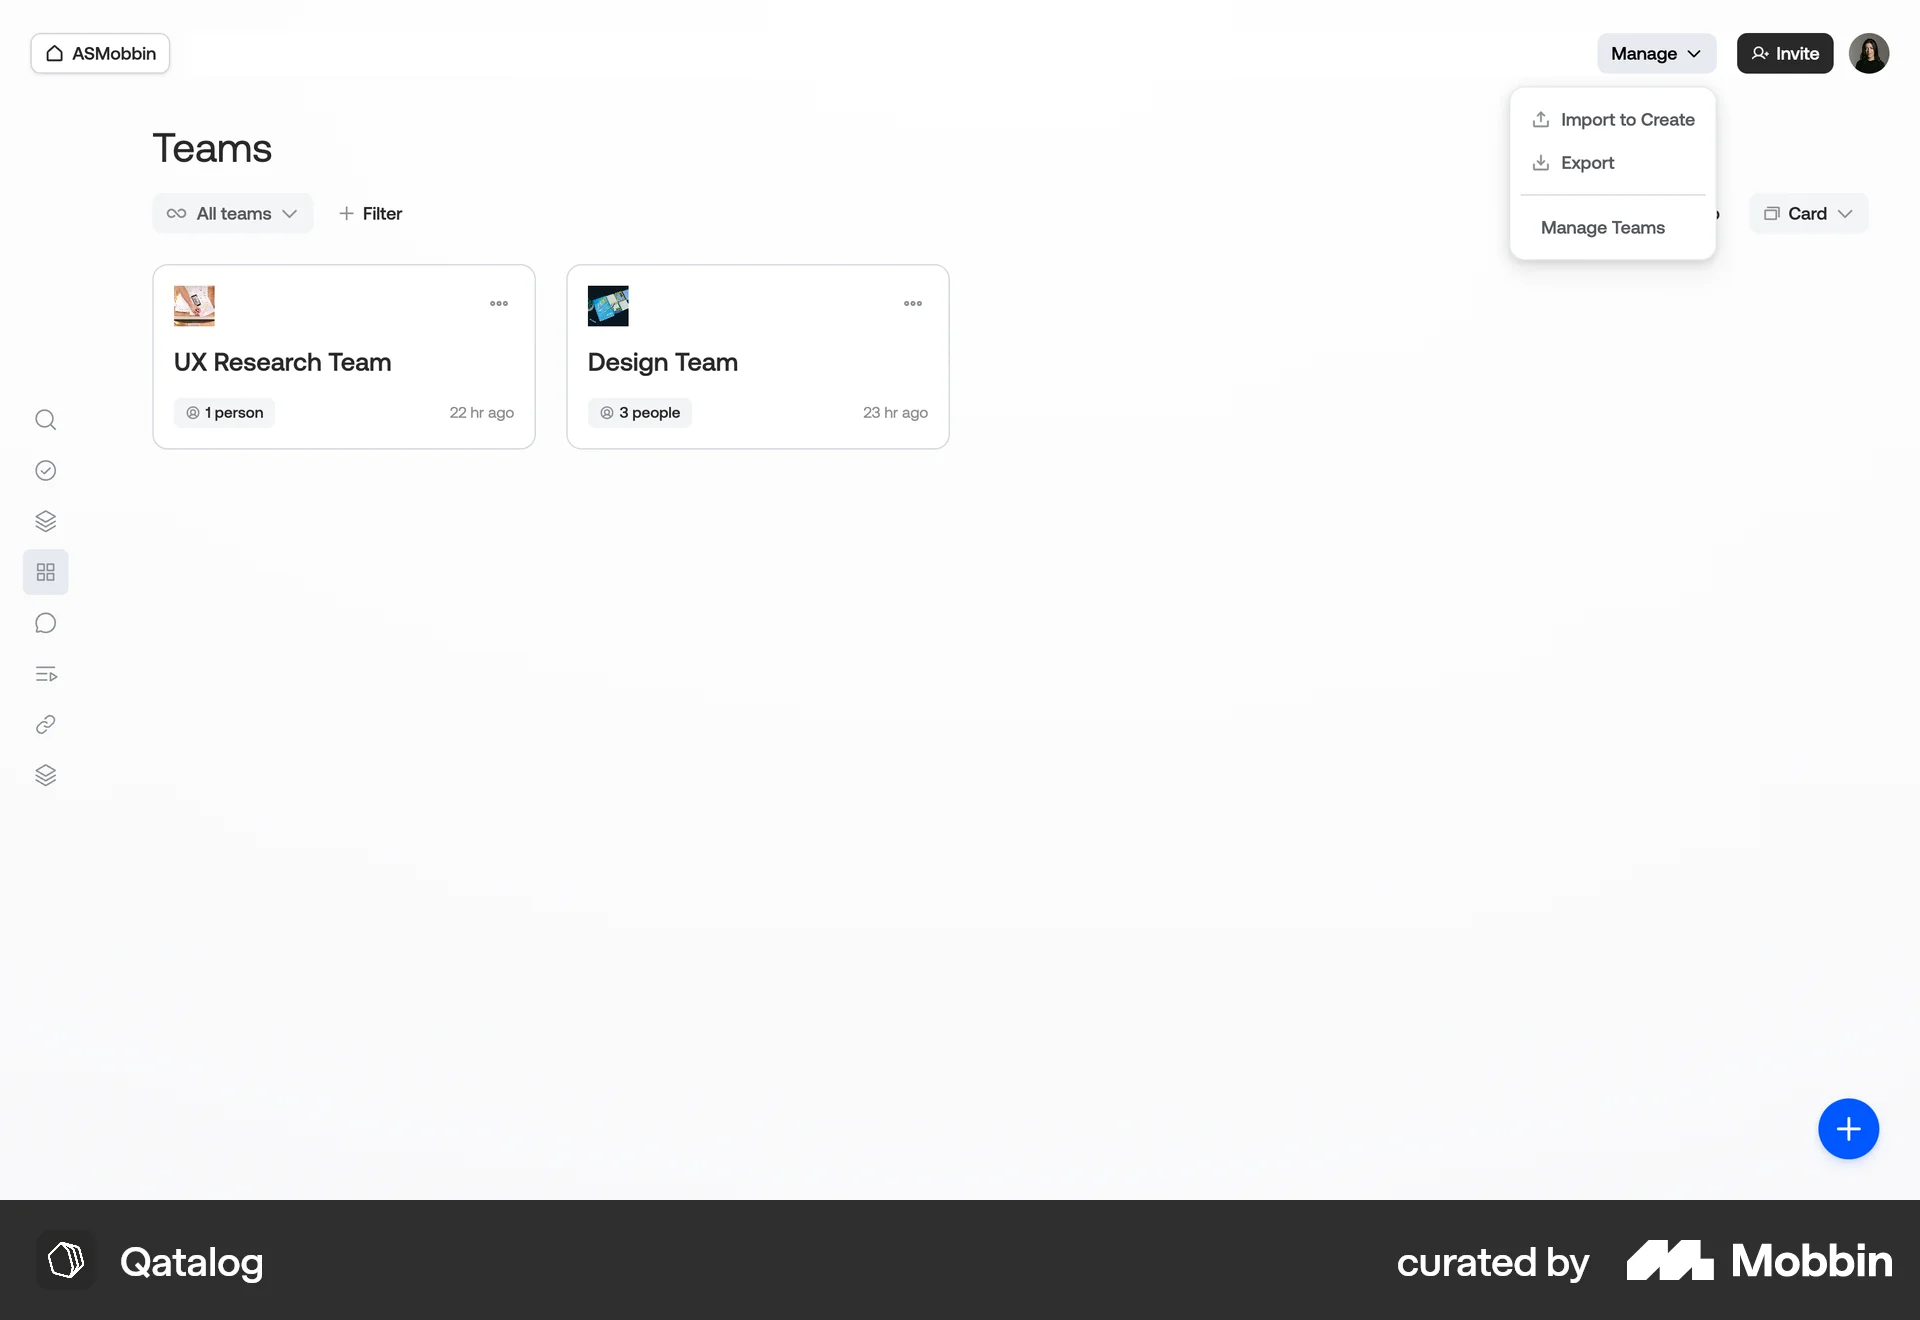 ASMobbin
Manage
Invite
Import to Create
Export
Manage Teams
Teams
All teams
Filter
Card
UX Research Team
1 person
22 hr ago
Design Team
3 people
23 hr ago
Qatalog
curated by
Mobbin